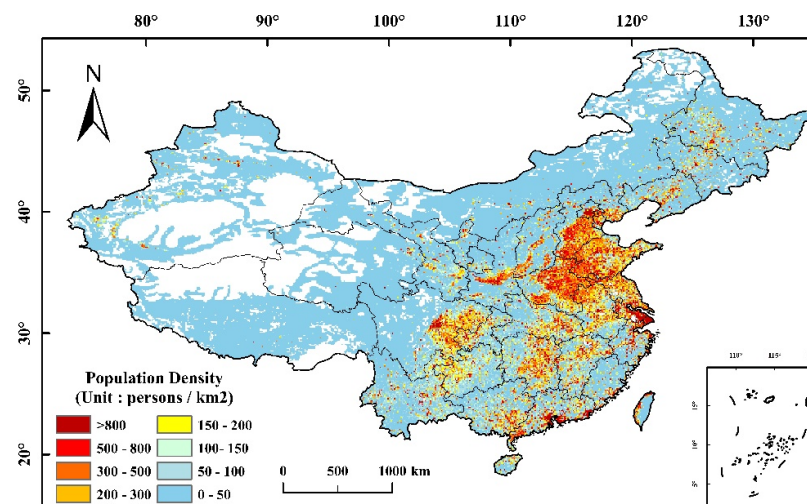 80° 90° 100° 110° 120° 130°
N
50°
40°
30°
20°
Population Density
(Unit : persons / km2)
>800 150 - 200
500 - 800 100- 150
300 - 500 50 - 100
200 - 300 0 - 50
0 500 1000 km